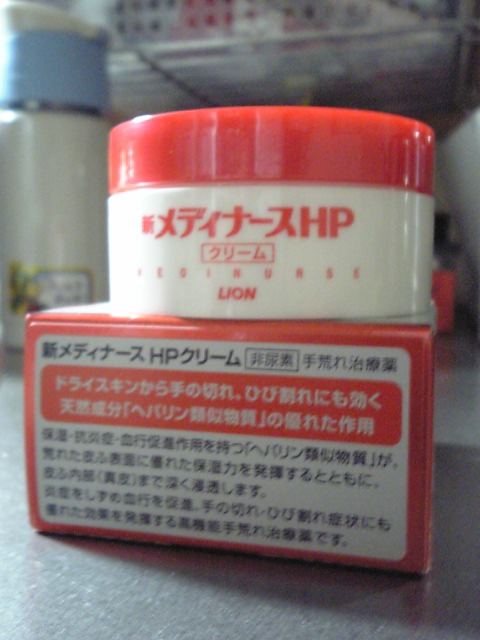 新メディナースHP
クリーム
MEDINURSE
LION
新メディナース HPクリーム 非尿素 手荒れ治療薬
ドライスキンから手の切れ、ひび割れにも効く
天然成分「ヘパリン類似物質」の優れた作用
保湿・抗炎症・血行促進作用を持つ「ヘパリン類似物質」が、
荒れた皮ふ表面に優れた保湿力を発揮するとともに、
皮ふ内部(真皮)まで深く浸透します。
炎症をしずめ血行を促進。手の切れ・ひび割れ症状にも
優れた効果を発揮する高機能手荒れ治療薬です。